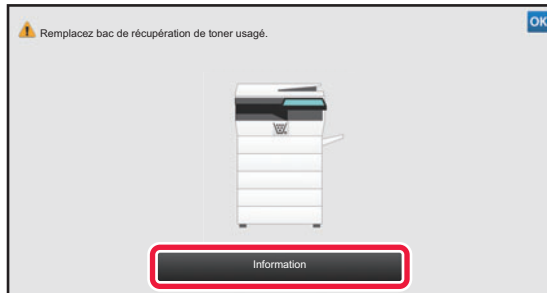 OK
Remplacez bac de récupération de toner usagé.
Information